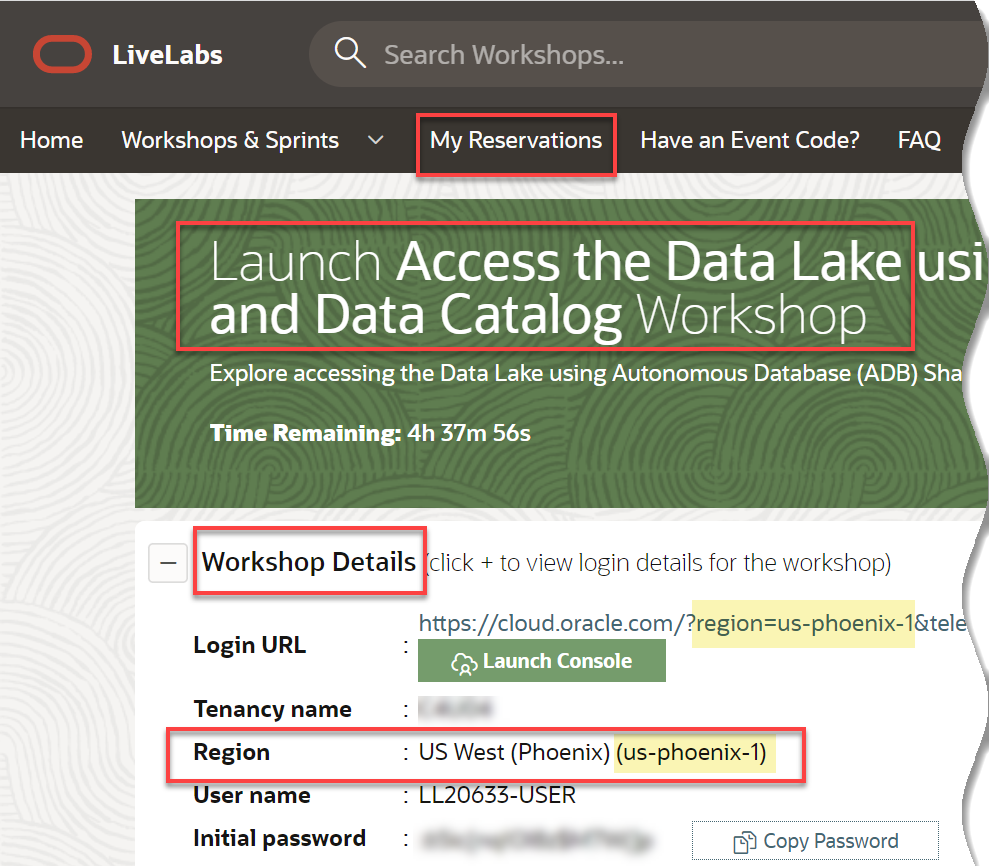 LiveLabs
Search Workshops...
Home Workshops & Sprints My Reservations Have an Event Code? FAQ
Launch Access the Data Lake usi
and Data Catalog Workshop
Explore accessing the Data Lake using Autonomous Database (ADB) Sha
Time Remaining: 4h 37m 56s
Workshop Details (click + to view login details for the workshop)
https://cloud.oracle.com/?region=us-phoenix-1&tele
Login URL :
Launch Console
Tenancy name :
Region : US West (Phoenix) (us-phoenix-1)
User name : LL20633-USER
Initial password : Copy Password